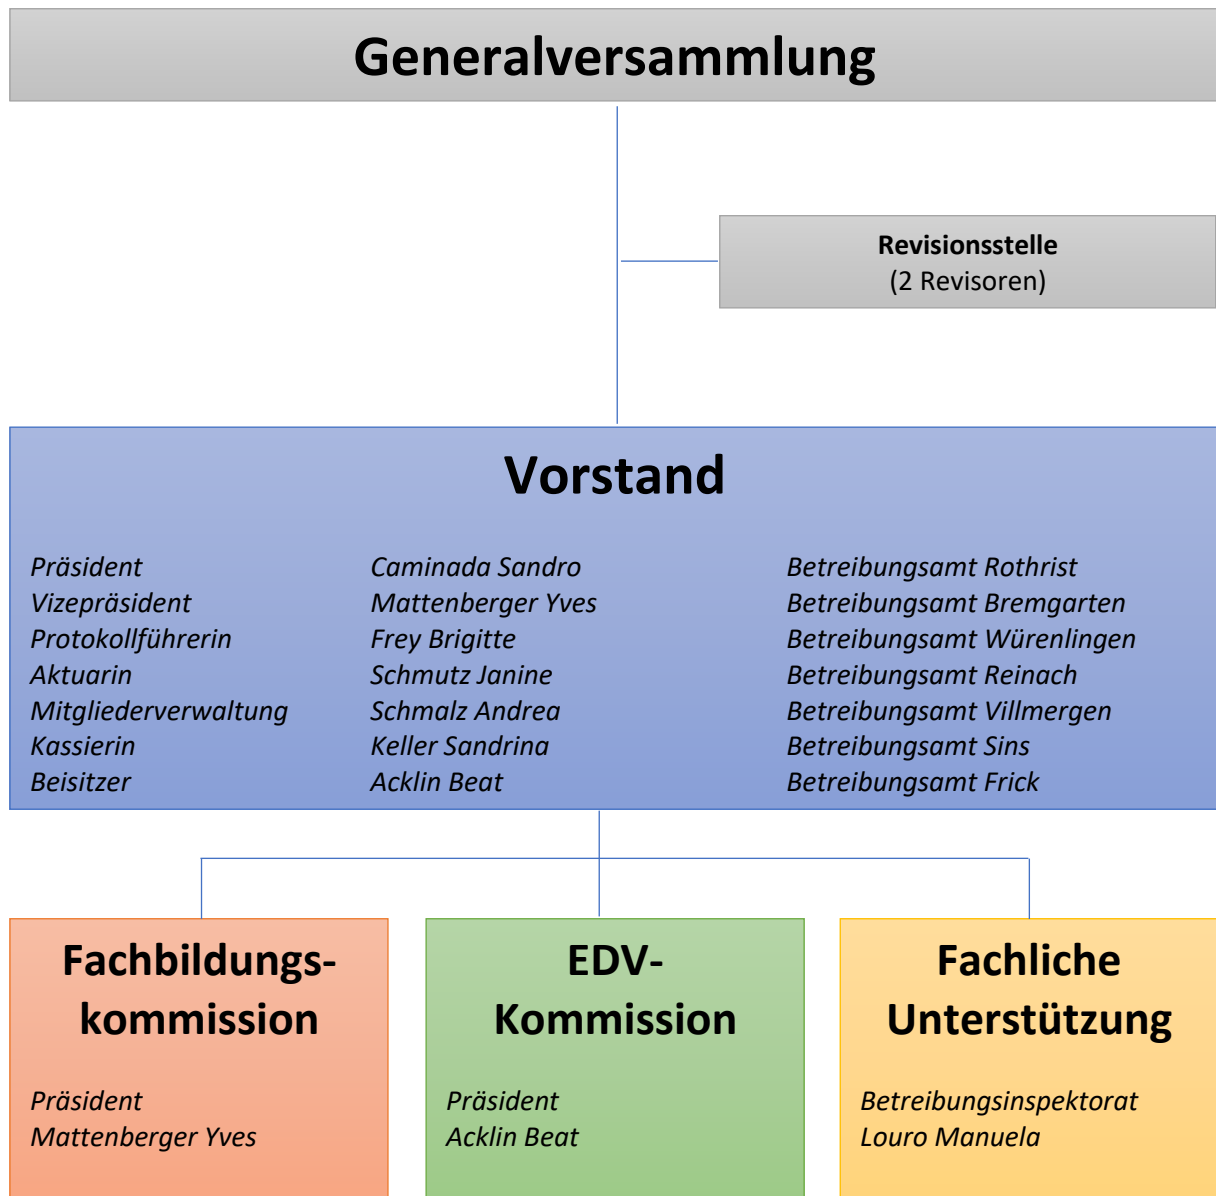 Generalversammlung
Revisionsstelle
(2 Revisoren)
Vorstand
Präsident Caminada Sandro Betreibungsamt Rothrist
Vizepräsident Mattenberger Yves Betreibungsamt Bremgarten
Protokollführerin Frey Brigitte Betreibungsamt Würenlingen
Aktuarin Schmutz Janine Betreibungsamt Reinach
Mitgliederverwaltung Schmalz Andrea Betreibungsamt Villmergen
Kassierin Keller Sandrina Betreibungsamt Sins
Beisitzer Acklin Beat Betreibungsamt Frick
Fachbildungs-
kommission
Präsident
Mattenberger Yves
EDV-
Kommission
Präsident
Acklin Beat
Fachliche
Unterstützung
Betreibungsinspektorat
Louro Manuela